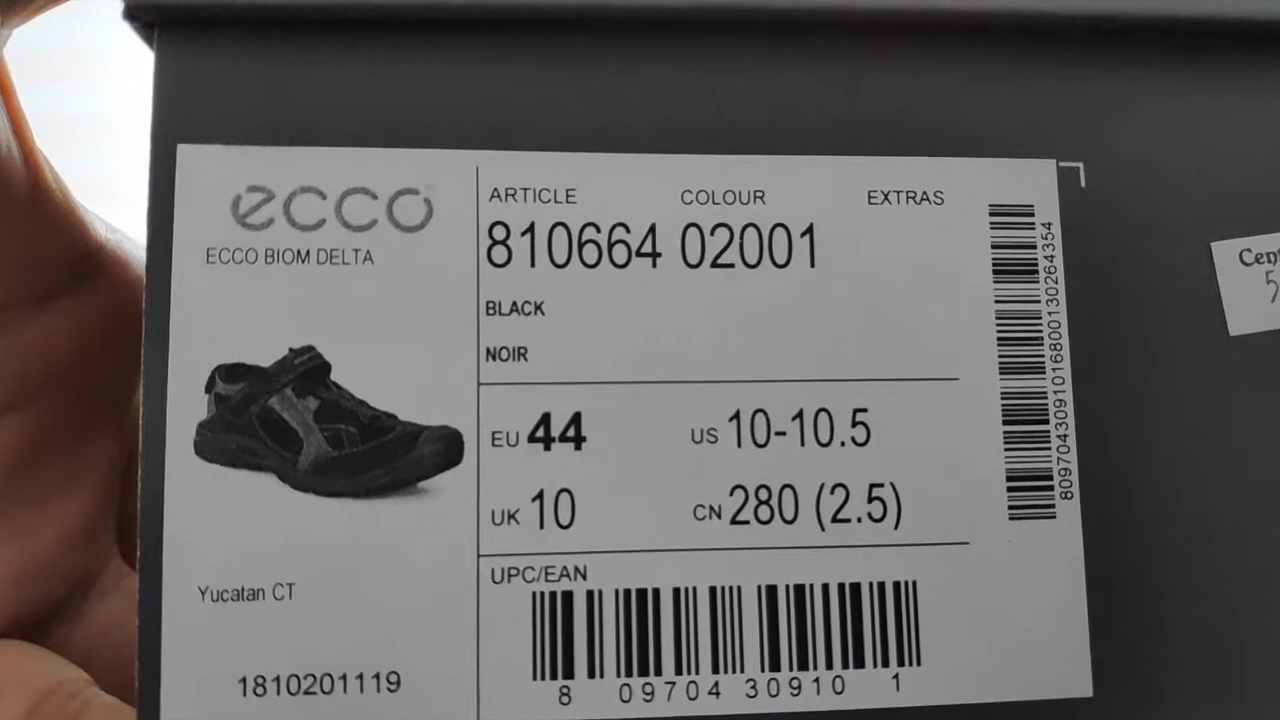 ecco
ECCO BIOM DELTA
Yucatan CT
1810201119
ARTICLE COLOUR EXTRAS
810664 02001
BLACK
NOIR
EU 44 US 10-10.5
UK 10 CN 280 (2.5)
UPC/EAN
8 09704 30910 1
8097043091016800130264354
5